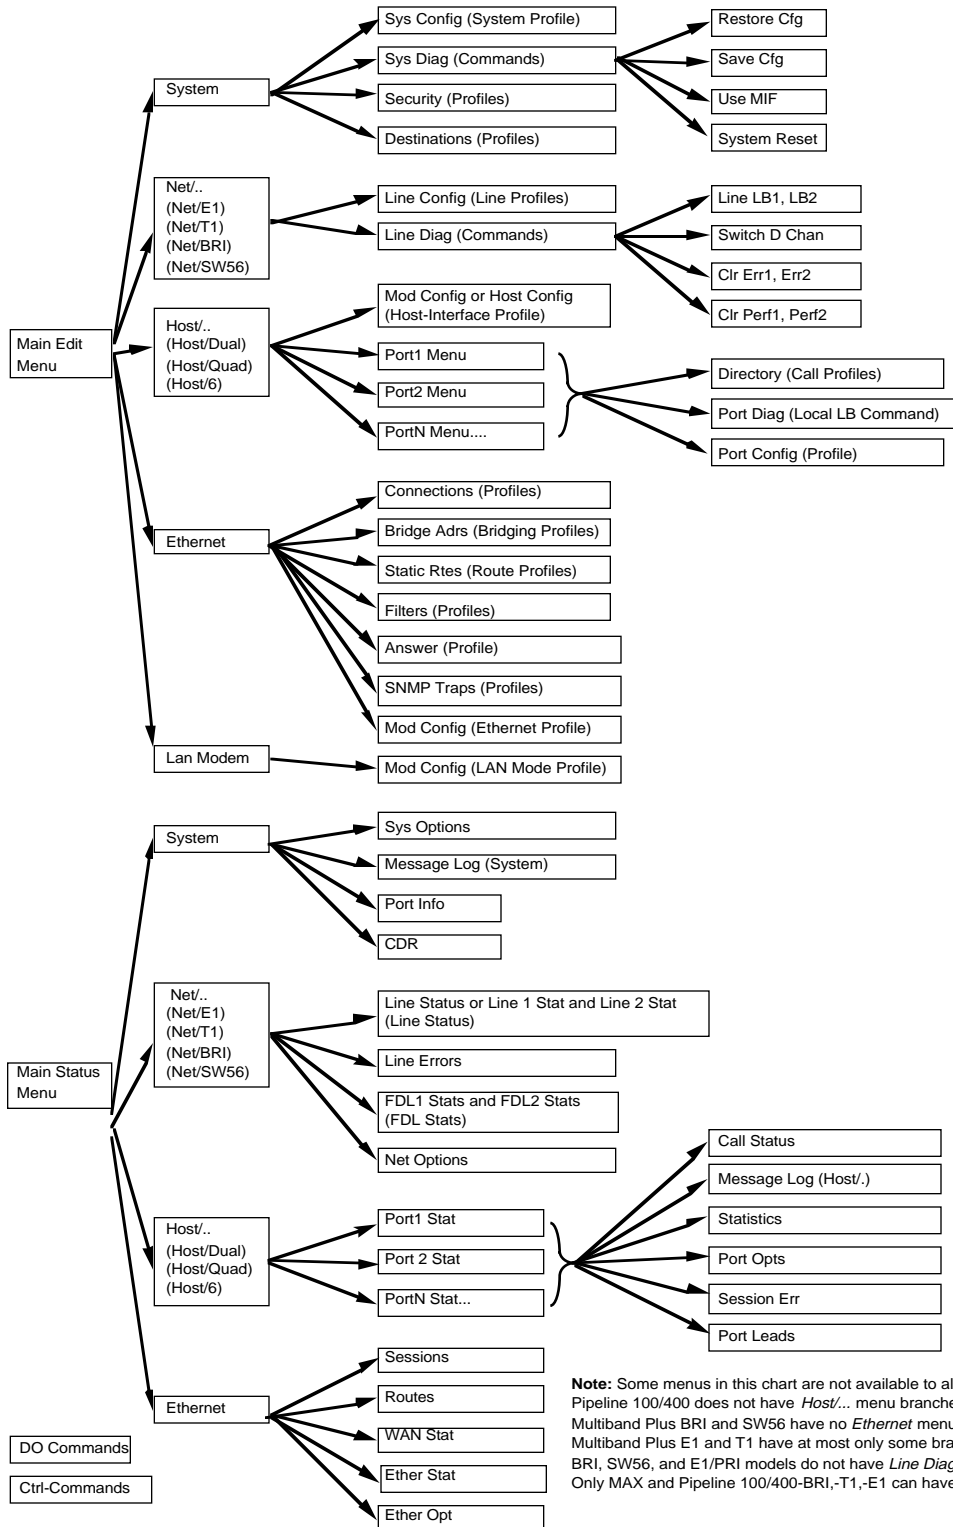 Main Edit
Menu
System
Sys Config (System Profile)
Sys Diag (Commands)
Security (Profiles)
Destinations (Profiles)
Restore Cfg
Save Cfg
Use MIF
System Reset
Net/..
(Net/E1)
(Net/T1)
(Net/BRI)
(Net/SW56)
Line Config (Line Profiles)
Line Diag (Commands)
Line LB1, LB2
Switch D Chan
Clr Err1, Err2
Clr Perf1, Perf2
Host/..
(Host/Dual)
(Host/Quad)
(Host/6)
Mod Config or Host Config
(Host-Interface Profile)
Port1 Menu
Port2 Menu
PortN Menu....
Directory (Call Profiles)
Port Diag (Local LB Command)
Port Config (Profile)
Ethernet
Connections (Profiles)
Bridge Adrs (Bridging Profiles)
Static Rtes (Route Profiles)
Filters (Profiles)
Answer (Profile)
SNMP Traps (Profiles)
Mod Config (Ethernet Profile)
Lan Modem
Mod Config (LAN Mode Profile)
Main Status
Menu
System
Sys Options
Message Log (System)
Port Info
CDR
Net/..
(Net/E1)
(Net/T1)
(Net/BRI)
(Net/SW56)
Line Status or Line 1 Stat and Line 2 Stat
(Line Status)
Line Errors
FDL1 Stats and FDL2 Stats
(FDL Stats)
Net Options
Host/..
(Host/Dual)
(Host/Quad)
(Host/6)
Port1 Stat
Port 2 Stat
PortN Stat...
Call Status
Message Log (Host/.)
Statistics
Port Opts
Session Err
Port Leads
Ethernet
Sessions
Routes
WAN Stat
Ether Stat
Ether Opt
DO Commands
Ctrl-Commands
Note: Some menus in this chart are not available to al
Pipeline 100/400 does not have Host/... menu branche
Multiband Plus BRI and SW56 have no Ethernet menu
Multiband Plus E1 and T1 have at most only some bra
BRI, SW56, and E1/PRI models do not have Line Diag
Only MAX and Pipeline 100/400-BRI,-T1,-E1 can have